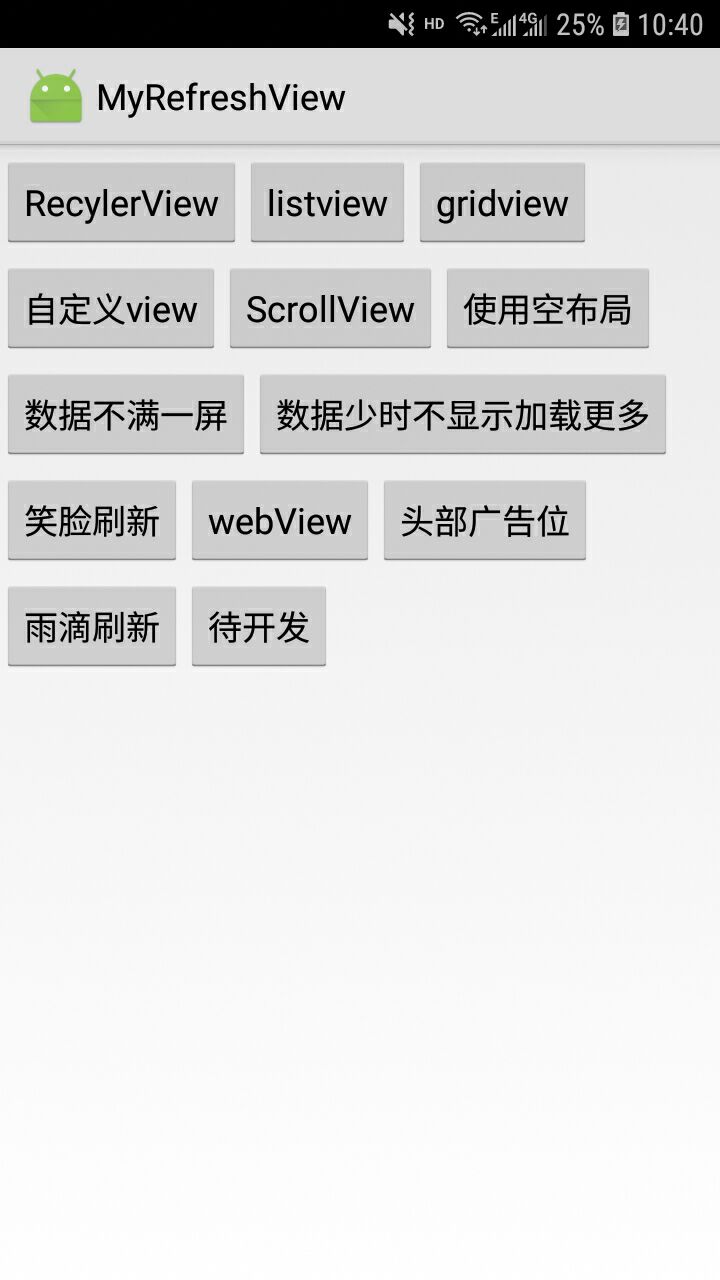 HD E 4G 25% 10:40
MyRefreshView
RecylerView listview gridview
自定义view ScrollView 使用空布局
数据不满一屏 数据少时不显示加载更多
笑脸刷新 webView 头部广告位
雨滴刷新 待开发